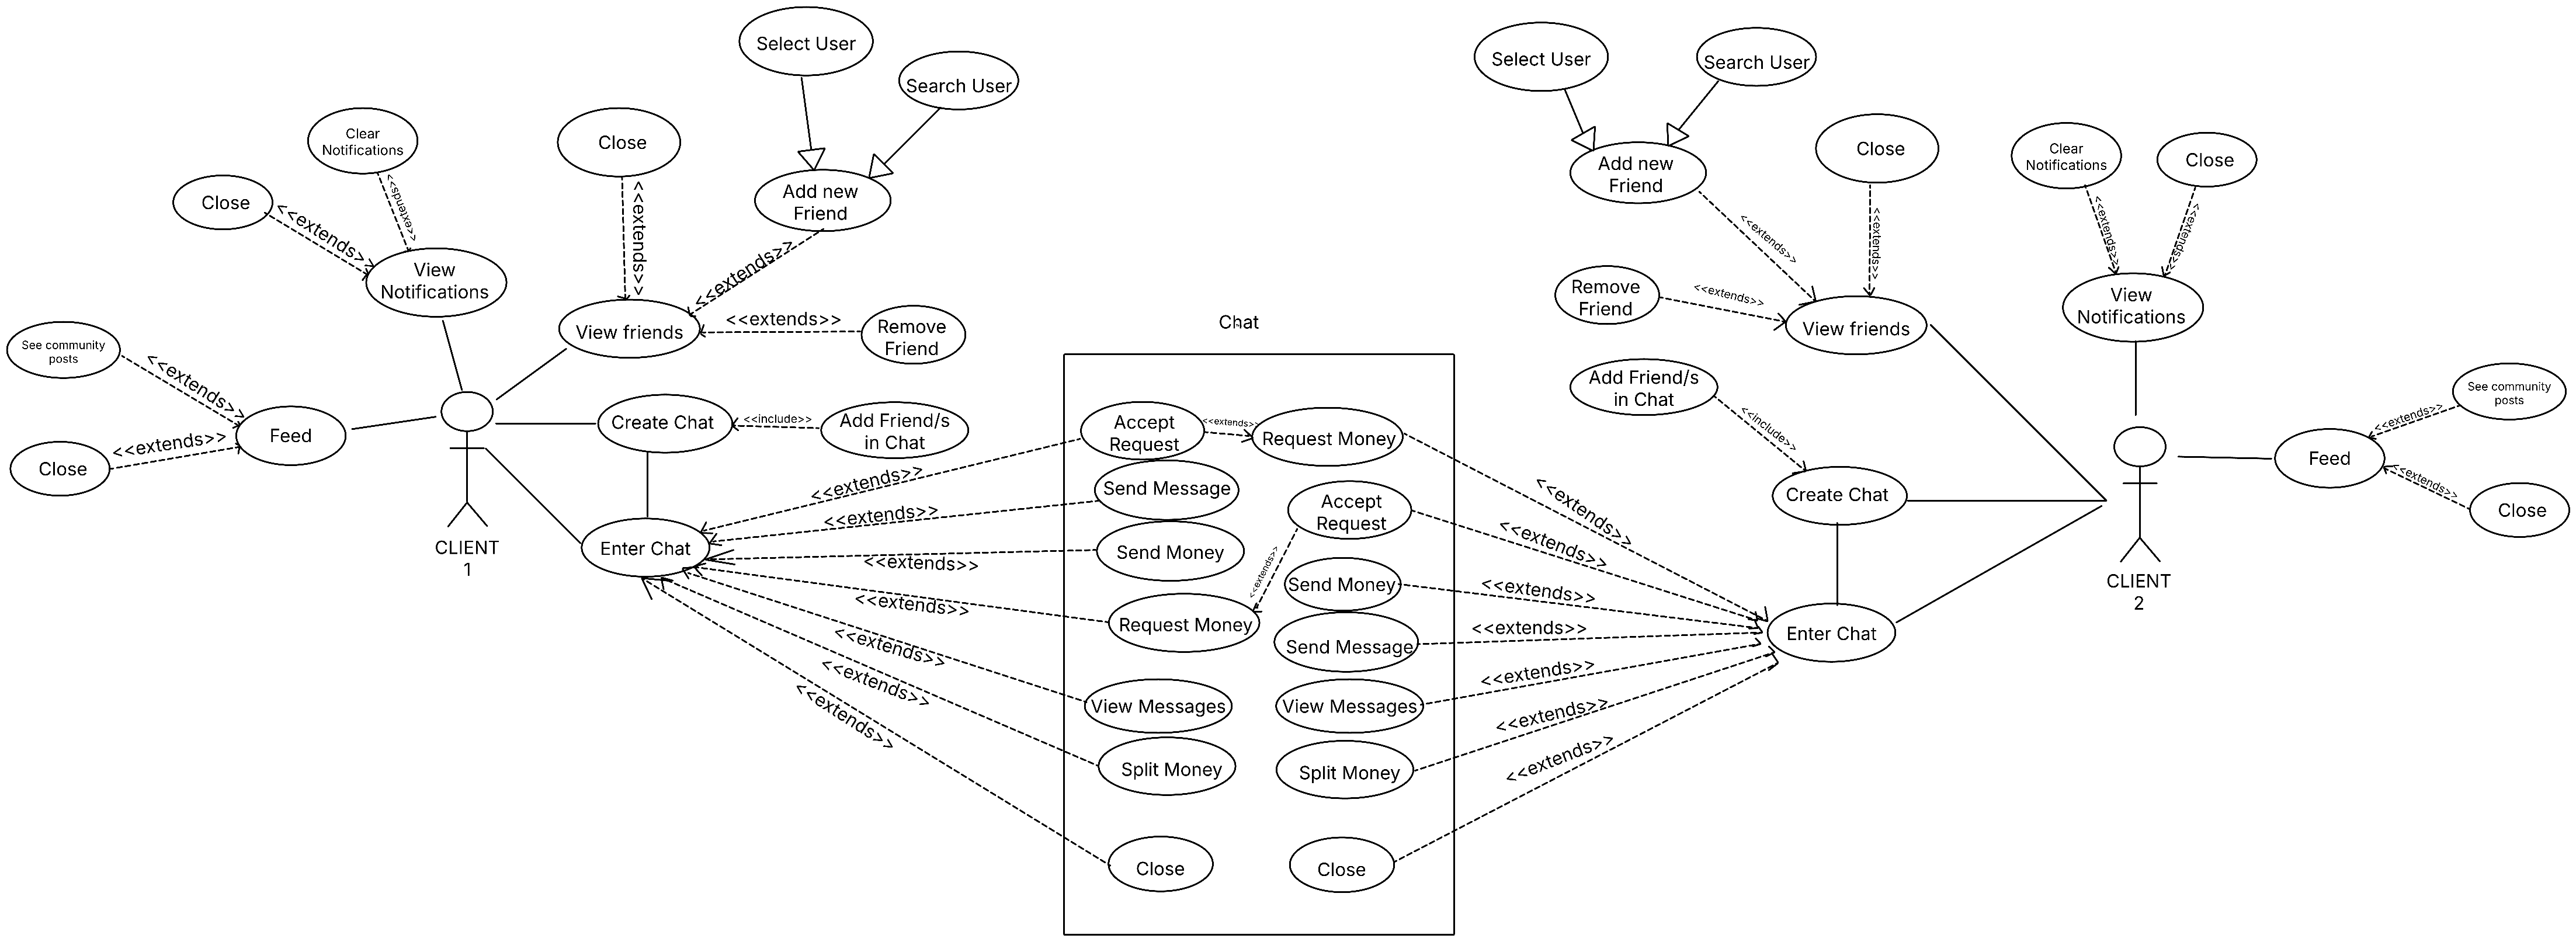 Select User
Search User
Clear
Notifications
Close
Close
<<extends>>
<<extends>>
<<extends>>
Add new
Friend
<<extends>>
View
Notifications
View friends
<<extends>>
Remove
Friend
See community
posts
<<extends>>
Feed
<<extends>>
Close
Create Chat
<<include>>
Add Friend/s
in Chat
Enter Chat
CLIENT
1
<<extends>>
<<extends>>
<<extends>>
<<extends>>
<<extends>>
<<extends>>
<<extends>>
Chat
Accept
Request
<<extends>>
Request Money
Send Message
Accept
Request
Send Money
<<extends>>
Send Money
Request Money
Send Message
View Messages
View Messages
Split Money
Split Money
Close
Close
<<extends>>
<<extends>>
<<extends>>
<<extends>>
<<extends>>
<<extends>>
<<extends>>
Select User
Search User
Add new
Friend
Close
<<extends>>
<<extends>>
Remove
Friend
<<extends>>
View friends
Add Friend/s
in Chat
<<include>>
Create Chat
Enter Chat
Clear
Notifications
Close
<<extends>>
<<extends>>
View
Notifications
CLIENT
2
Feed
<<extends>>
See community
posts
<<extends>>
Close